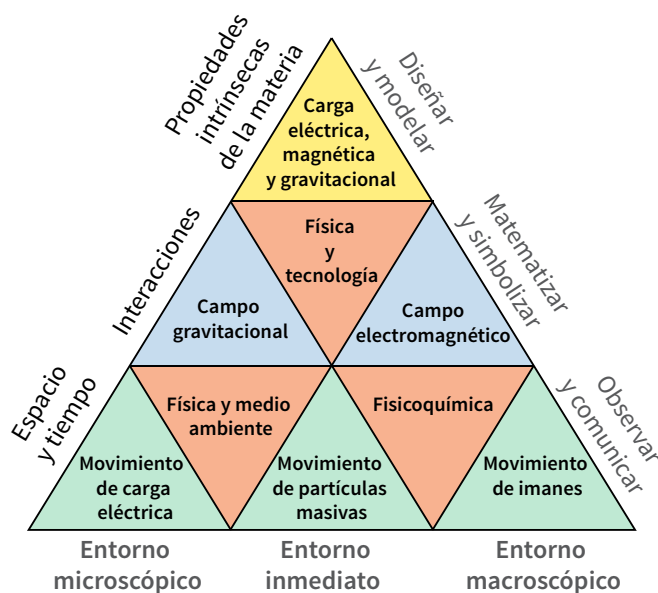 Propiedades
intrínsecas
de la materia
Diseñar
y modelar
Carga
eléctrica,
magnética
y gravitacional
Interacciones
Matematizar
y simbolizar
Física
y
tecnología
Campo
gravitacional
Campo
electromagnético
Espacio
y tiempo
Observar
y comunicar
Física y medio
ambiente
Fisicoquímica
Movimiento
de carga
eléctrica
Movimiento
de partículas
masivas
Movimiento
de imanes
Entorno
microscópico
Entorno
inmediato
Entorno
macroscópico